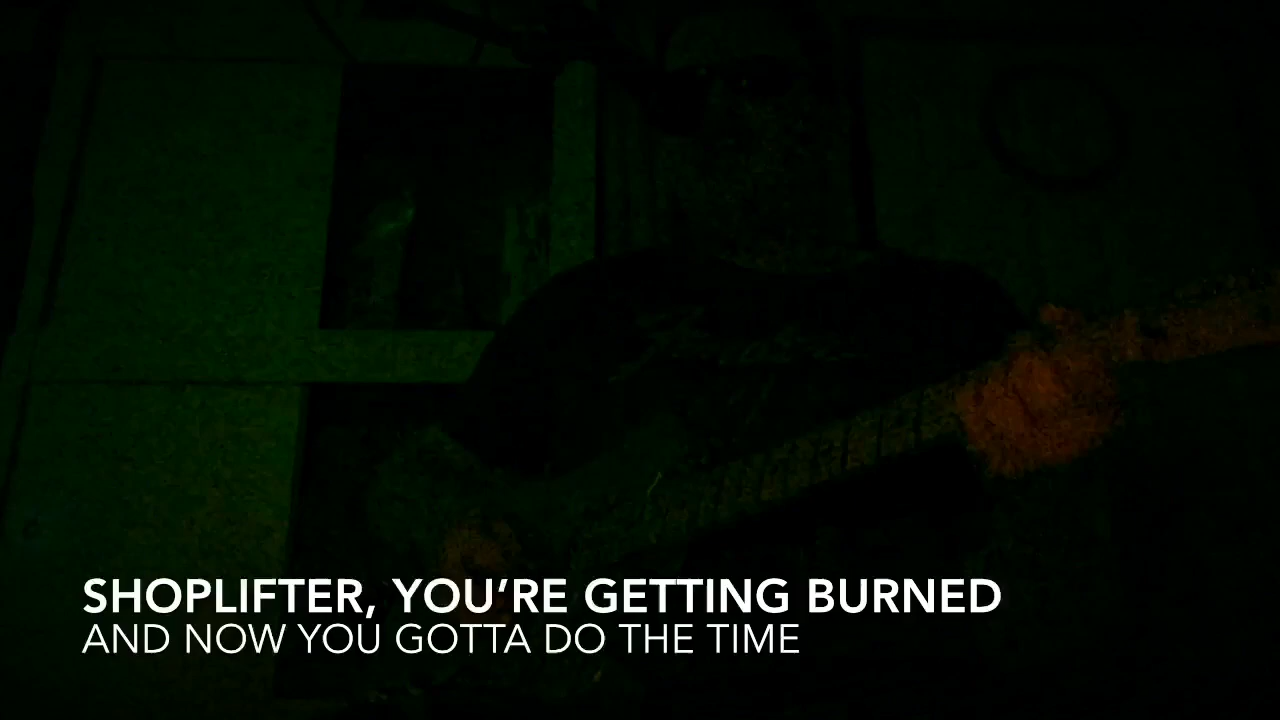 SHOPLIFTER, YOU’RE GETTING BURNED
AND NOW YOU GOTTA DO THE TIME